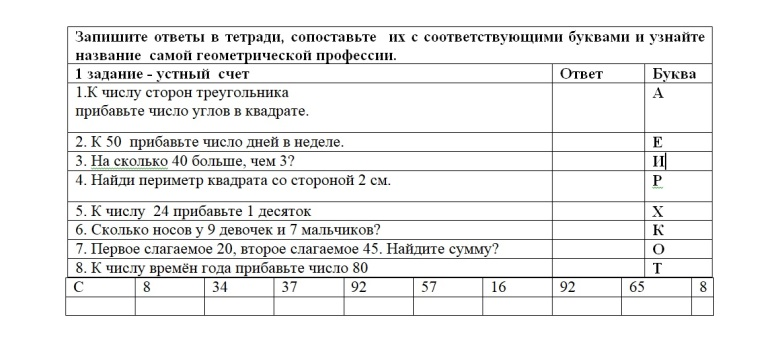 Запишите ответы в тетради, сопоставьте их с соответствующими буквами и узнайте
название самой геометрической профессии.
1 задание - устный счет Ответ Буква
1.К числу сторон треугольника А
прибавьте число углов в квадрате.
2. К 50 прибавьте число дней в неделе. Е
3. На сколько 40 больше, чем 3? И
4. Найди периметр квадрата со стороной 2 см. Р
5. К числу 24 прибавьте 1 десяток Х
6. Сколько носов у 9 девочек и 7 мальчиков? К
7. Первое слагаемое 20, второе слагаемое 45. Найдите сумму? О
8. К числу времён года прибавьте число 80 Т
С 8 34 37 92 57 16 92 65 8